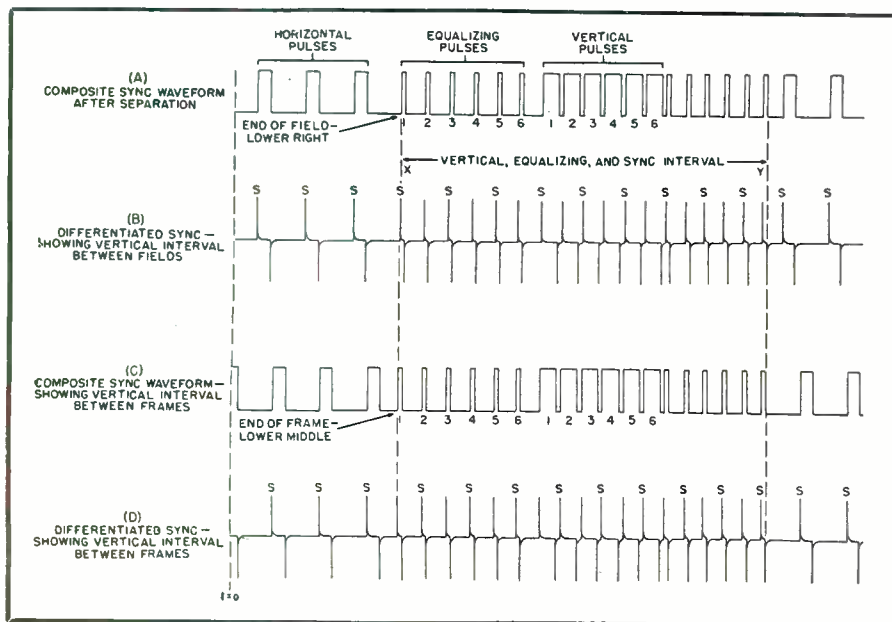 HORIZONTAL
PULSES
EQUALIZING
PULSES
VERTICAL
PULSES
(A)
COMPOSITE SYNC WAVEFORM
AFTER SEPARATION
END OF FIELD–
LOWER RIGHT
1 2 3 4 5 6 1 2 3 4 5 6
VERTICAL, EQUALIZING, AND SYNC INTERVAL
X Y
S S S S S S S S S S S S S S
(B)
DIFFERENTIATED SYNC –
SHOWING VERTICAL INTERVAL
BETWEEN FIELDS
(C)
COMPOSITE SYNC WAVEFORM–
SHOWING VERTICAL INTERVAL
BETWEEN FRAMES
END OF FRAME–
LOWER MIDDLE
1 2 3 4 5 6 1 2 3 4 5 6
S S S S S S S S S S S S S
(D)
DIFFERENTIATED SYNC –
SHOWING VERTICAL INTERVAL
BETWEEN FRAMES
t=0